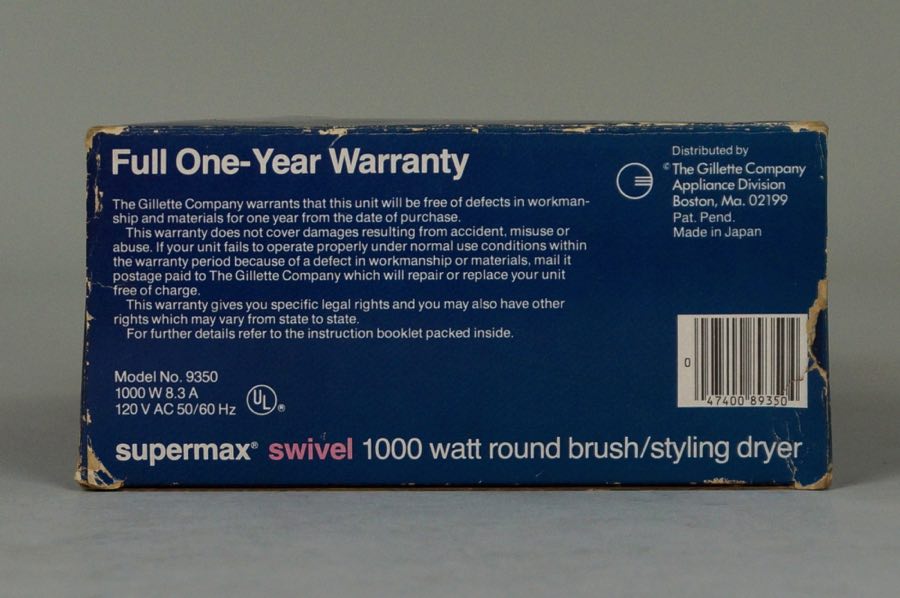 Full One-Year Warranty
The Gillette Company warrants that this unit will be free of defects in workman-
ship and materials for one year from the date of purchase.
This warranty does not cover damages resulting from accident, misuse or
abuse. If your unit fails to operate properly under normal use conditions within
the warranty period because of a defect in workmanship or materials, mail it
postage paid to The Gillette Company which will repair or replace your unit
free of charge.
This warranty gives you specific legal rights and you may also have other
rights which may vary from state to state.
For further details refer to the instruction booklet packed inside.
Distributed by
© The Gillette Company
Appliance Division
Boston, Ma. 02199
Pat. Pend.
Made in Japan
0
47400 89350
Model No. 9350
1000 W 8.3 A
120 V AC 50/60 Hz
UL®
supermax® swivel 1000 watt round brush/styling dryer